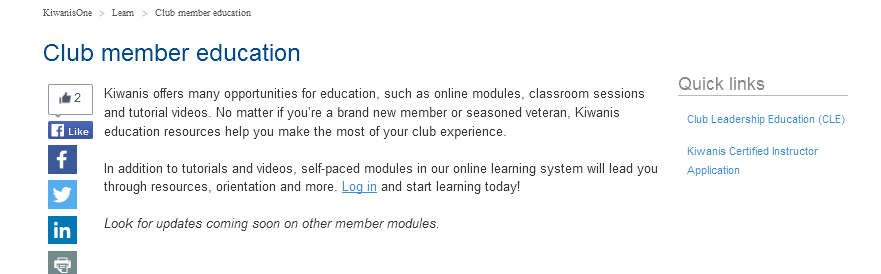 KiwanisOne > Learn > Club member education
Club member education
2
Like
Kiwanis offers many opportunities for education, such as online modules, classroom sessions
and tutorial videos. No matter if you're a brand new member or seasoned veteran, Kiwanis
education resources help you make the most of your club experience.
In addition to tutorials and videos, self-paced modules in our online learning system will lead you
through resources, orientation and more. Log in and start learning today!
Look for updates coming soon on other member modules.
Quick links
Club Leadership Education (CLE)
Kiwanis Certified Instructor
Application